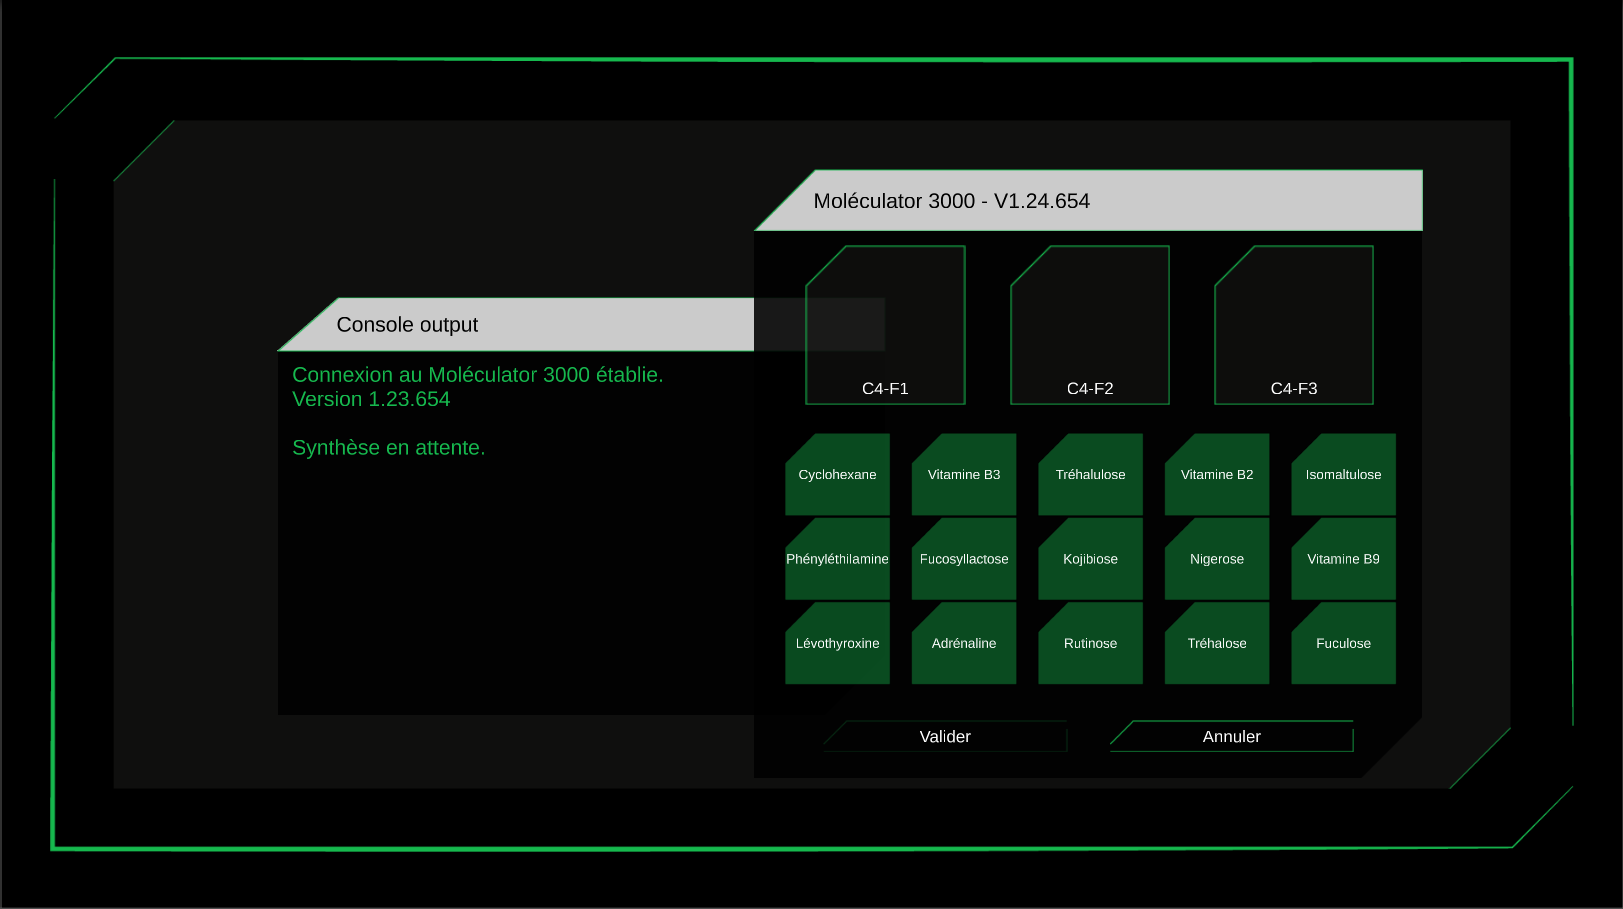 Moléculator 3000 - V1.24.654
Console output
Connexion au Moléculator 3000 établie.
Version 1.23.654
Synthèse en attente.
C4-F1
C4-F2
C4-F3
Cyclohexane
Vitamine B3
Tréhalulose
Vitamine B2
Isomaltulose
Phényléthilamine
Fucosyllactose
Kojibiose
Nigerose
Vitamine B9
Lévothyroxine
Adrénaline
Rutinose
Tréhalose
Fuculose
Valider
Annuler